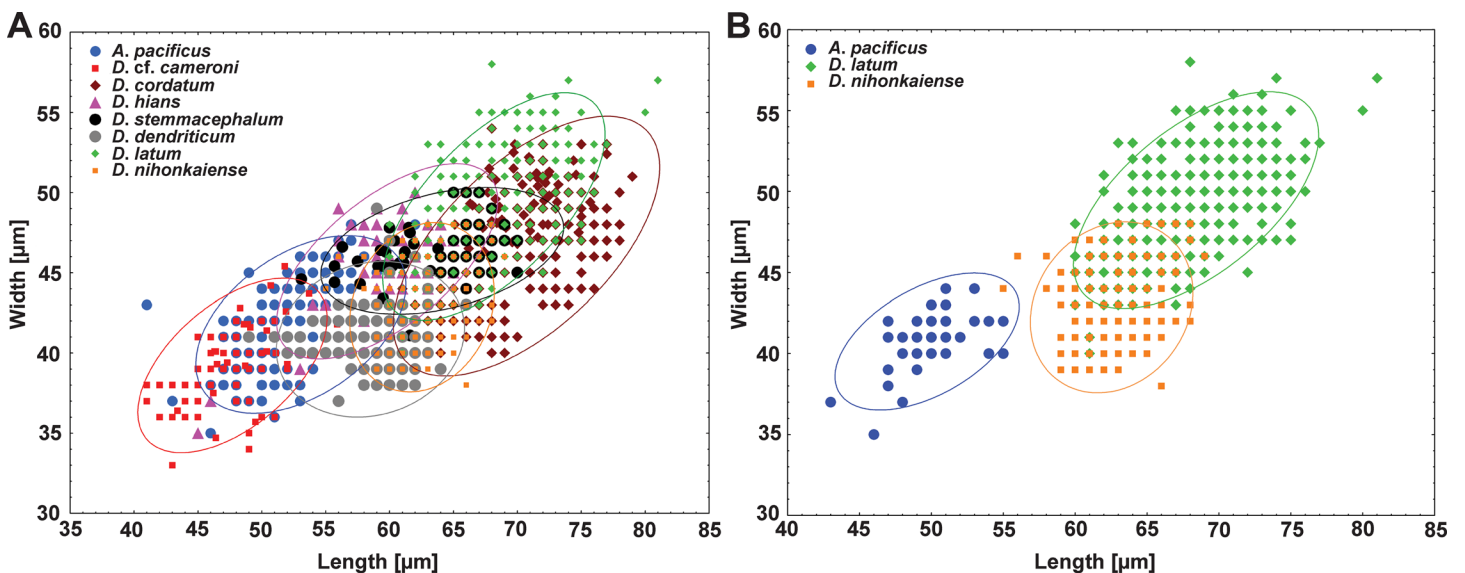 A
60
55
50
45
40
35
30
35 40 45 50 55 60 65 70 75 80 85
Width [µm]
Length [µm]
A. pacificus
D. cf. cameroni
D. cordatum
D. hians
D. stemmacephalum
D. dendriticum
D. latum
D. nihonkaiense
B
60
55
50
45
40
35
30
40 45 50 55 60 65 70 75 80 85
Width [µm]
Length [µm]
A. pacificus
D. latum
D. nihonkaiense